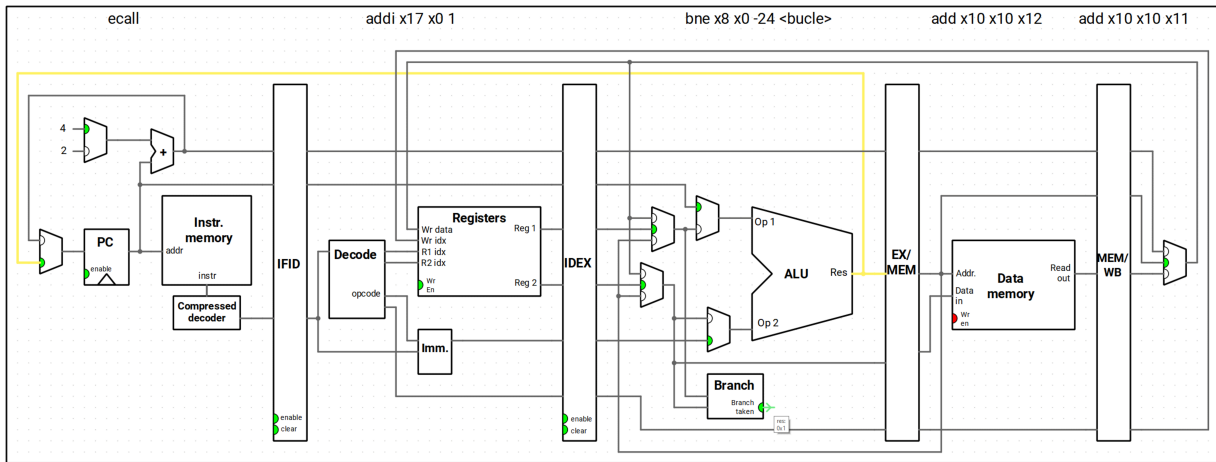 ecall addi x17 x0 1 bne x8 x0 -24 <bucle> add x10 x10 x12 add x10 x10 x11
4
2
+
PC
enable
Instr.
memory
addr
instr
Compressed
decoder
IFID
enable
clear
Decode
opcode
Registers
Wr data
Wr idx
R1 idx
R2 idx
Wr
En
Reg 1
Reg 2
Imm.
IDEX
enable
clear
Op 1
ALU
Res
Op 2
Branch
Branch
taken
res:
0x1
EX/
MEM
Addr.
Data
in
Wr
en
Data
memory
Read
out
MEM/
WB